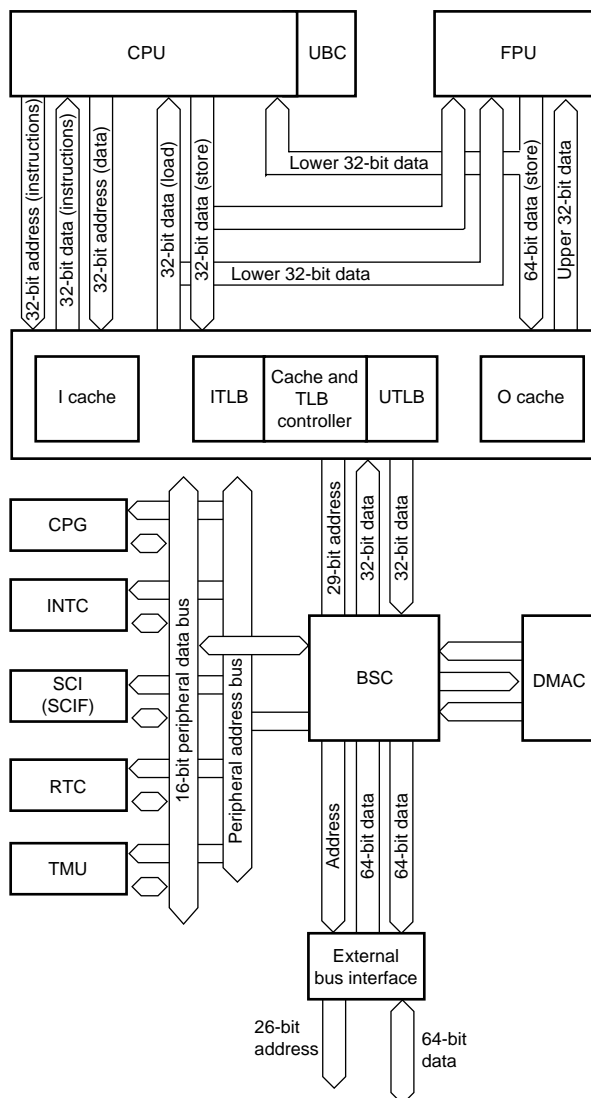 CPU
UBC
FPU
32-bit address (instructions)
32-bit data (instructions)
32-bit address (data)
32-bit data (load)
32-bit data (store)
Lower 32-bit data
Lower 32-bit data
64-bit data (store)
Upper 32-bit data
I cache
ITLB
Cache and
TLB
controller
UTLB
O cache
29-bit address
32-bit data
32-bit data
CPG
INTC
SCI
(SCIF)
RTC
TMU
16-bit peripheral data bus
Peripheral address bus
BSC
DMAC
Address
64-bit data
64-bit data
External
bus interface
26-bit
address
64-bit
data